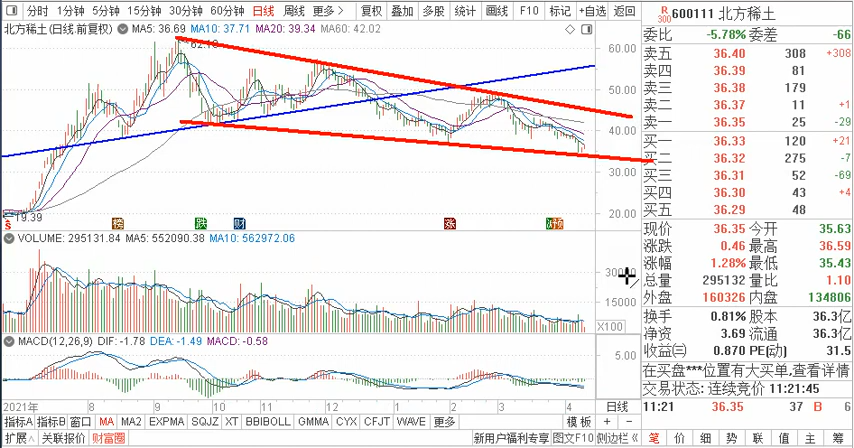 分时 1分钟 5分钟 15分钟 30分钟 60分钟 日线 周线 更多 复权 叠加 多股 统计 画线 F10 标记 +自选 返回
R 300 600111 北方稀土
北方稀土(日线.前复权) MA5: 36.69 MA10: 37.71 MA20: 39.34 MA60: 42.02
委比 -5.78% 委差 -66
卖五 36.40 308 +308
卖四 36.39 81
卖三 36.38 179
卖二 36.37 11 +1
卖一 36.35 25 -29
买一 36.33 120 +21
买二 36.32 275 -7
买三 36.31 52 -69
买四 36.30 43 +4
买五 36.29 48
62.10
60.00
50.00
40.00
30.00
20.00
19.39
榜 跌 财 涨 预
现价 36.35 今开 35.63
涨跌 0.46 最高 36.59
涨幅 1.28% 最低 35.43
总量 295132 量比 1.10
外盘 160326 内盘 134806
换手 0.81% 股本 36.3亿
净资 3.69 流通 36.3亿
收益㈢ 0.870 PE(动) 31.5
在买盘***位置有大买单,查看详情
交易状态: 连续竞价 11:21:45
11:21 36.35 37 B 6
VOLUME: 295131.84 MA5: 552090.38 MA10: 562972.06
30000
15000
X100
MACD(12,26,9) DIF: -1.78 DEA: -1.49 MACD: -0.58
5.00
0.00
2021年 8 9 10 11 12 1 2 3 4 日线
指标A 指标B 窗口 MA MA2 EXPMA SQJZ XT BBIBOLL GMMA CYX CFJT WAVE 更多 模板 + -
扩展 关联报价 财富圈 新用户福利专享 图文F10 侧边栏
笔 价 细 势 联 值 主 筹